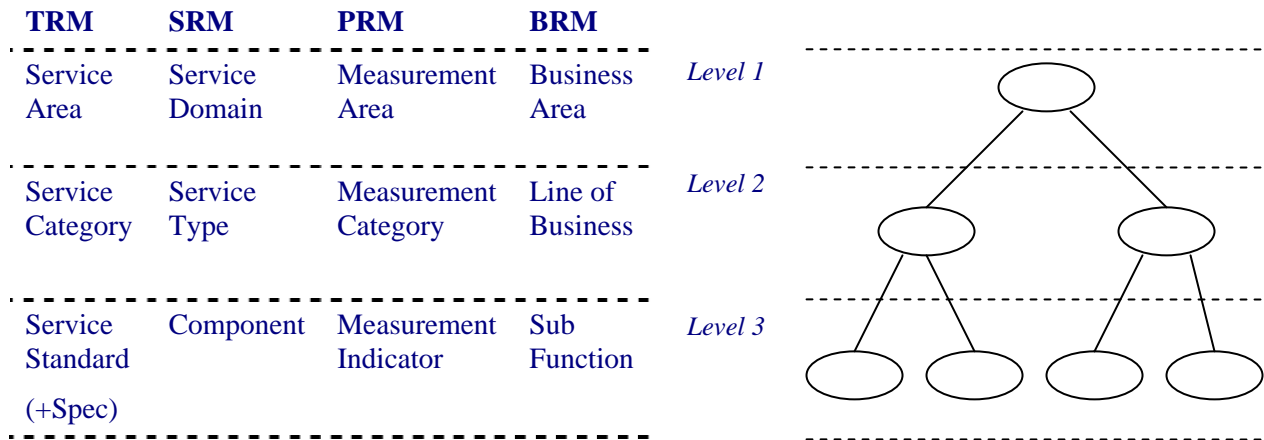 TRM SRM PRM BRM
Service Service Measurement Business Level 1
Area Domain Area Area
Service Service Measurement Line of Level 2
Category Type Category Business
Service Component Measurement Sub Level 3
Standard Indicator Function
(+Spec)